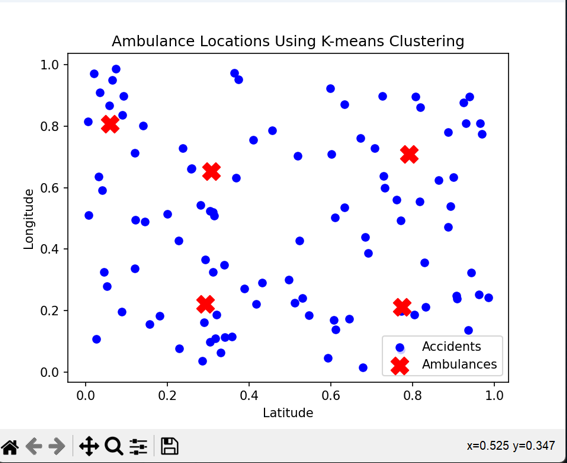 Ambulance Locations Using K-means Clustering
1.0
0.8
0.6
0.4
0.2
0.0
Longitude
0.0 0.2 0.4 0.6 0.8 1.0
Latitude
Accidents
Ambulances
x=0.525 y=0.347